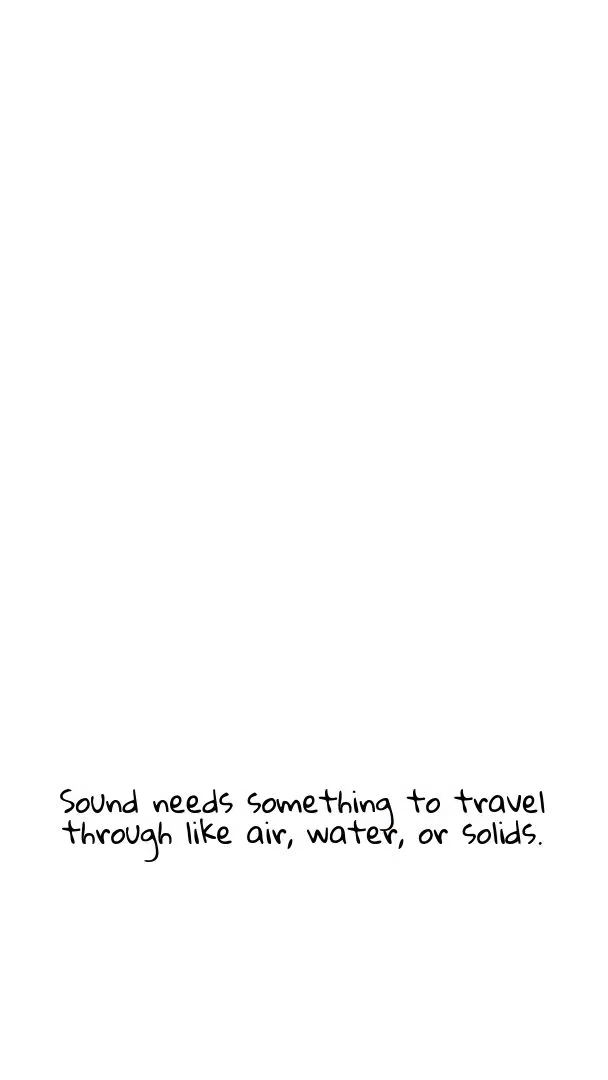 Sound needs something to travel
through like air, water, or solids.